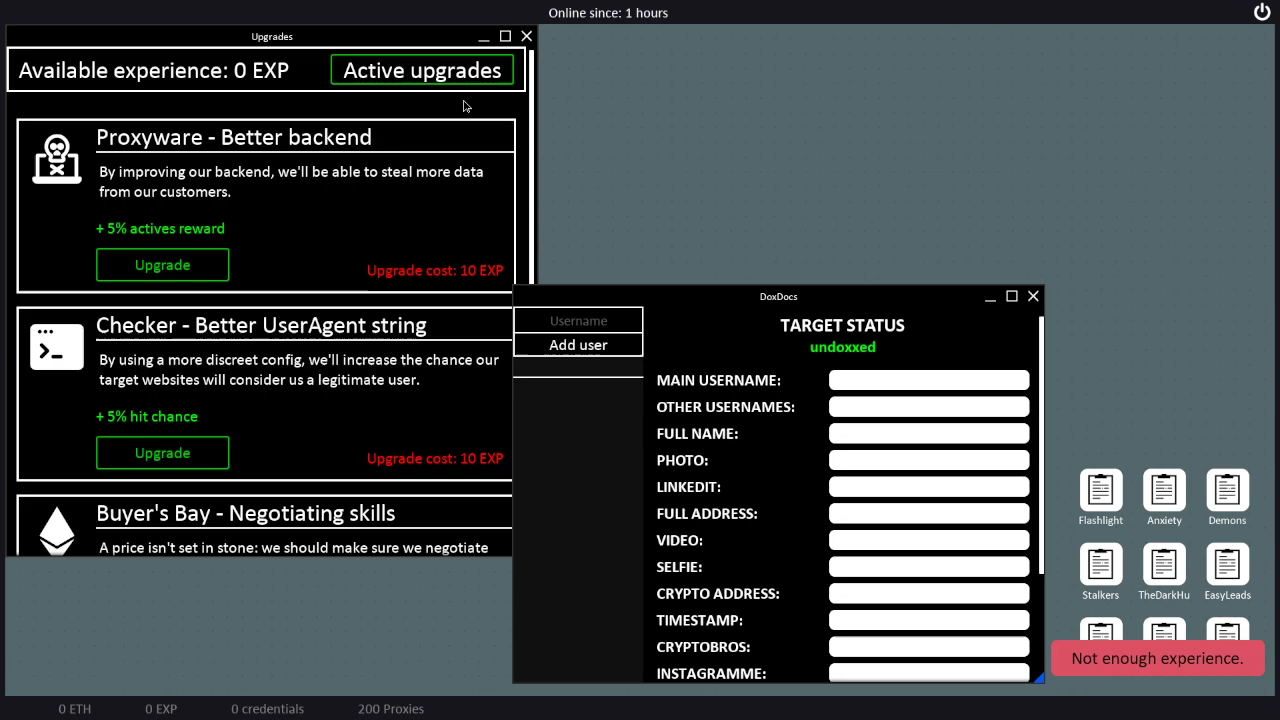 Online since: 1 hours
Upgrades
Available experience: 0 EXP
Active upgrades
Proxyware - Better backend
By improving our backend, we'll be able to steal more data
from our customers.
+ 5% actives reward
Upgrade
Upgrade cost: 10 EXP
Checker - Better UserAgent string
By using a more discreet config, we'll increase the chance our
target websites will consider us a legitimate user.
+ 5% hit chance
Upgrade
Upgrade cost: 10 EXP
Buyer's Bay - Negotiating skills
A price isn't set in stone: we should make sure we negotiate
DoxDocs
Username
Add user
TARGET STATUS
undoxxed
MAIN USERNAME:
OTHER USERNAMES:
FULL NAME:
PHOTO:
LINKEDIT:
FULL ADDRESS:
VIDEO:
SELFIE:
CRYPTO ADDRESS:
TIMESTAMP:
CRYPTOBROS:
INSTAGRAMME:
Flashlight
Anxiety
Demons
Stalkers
TheDarkHu
EasyLeads
Not enough experience.
0 ETH
0 EXP
0 credentials
200 Proxies